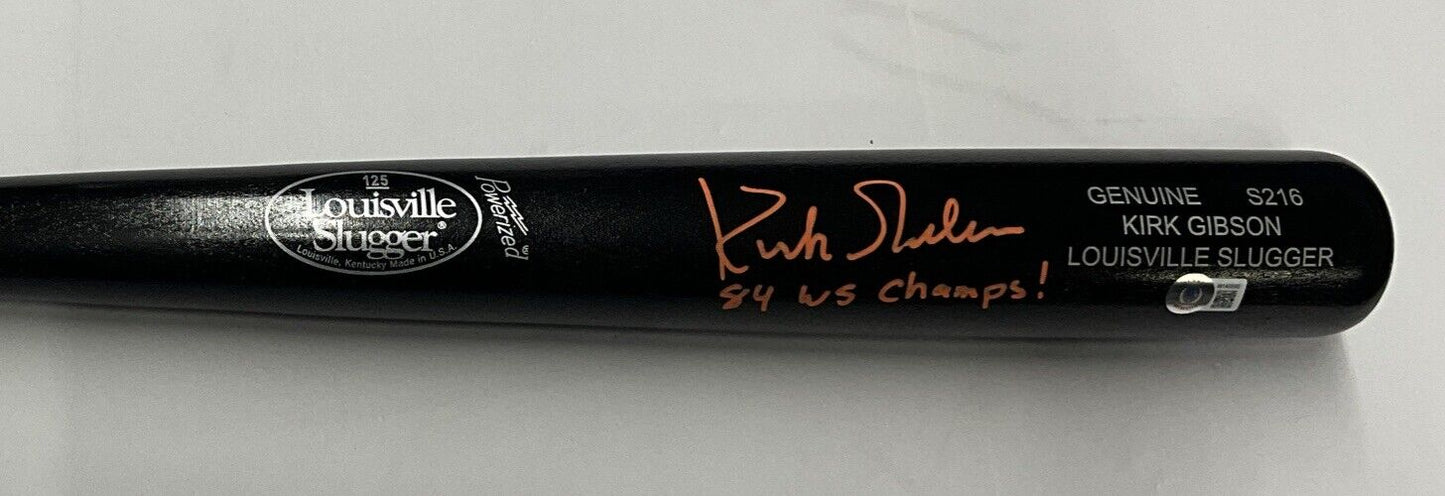 125
Louisville
Slugger®
Louisville, Kentucky Made in U.S.A.
Powerized
Kirk Gibson
84 WS Champs!
GENUINE S216
KIRK GIBSON
LOUISVILLE SLUGGER